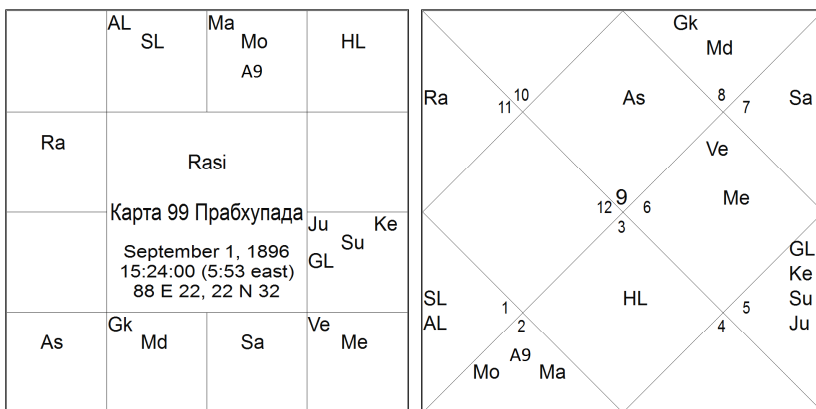 AL
SL
Ma
Mo
A9
HL
Ra
Rasi
Карта 99 Прабхупада
September 1, 1896
15:24:00 (5:53 east)
88 E 22, 22 N 32
Ju Ke
Su
GL
As
Gk
Md
Sa
Ve
Me
Gk
Md
Ra
10
11
As
8
7
Sa
Ve
9
12 6
3
Me
GL
Ke
Su
Ju
SL
AL
1
2
HL
5
4
A9
Mo Ma